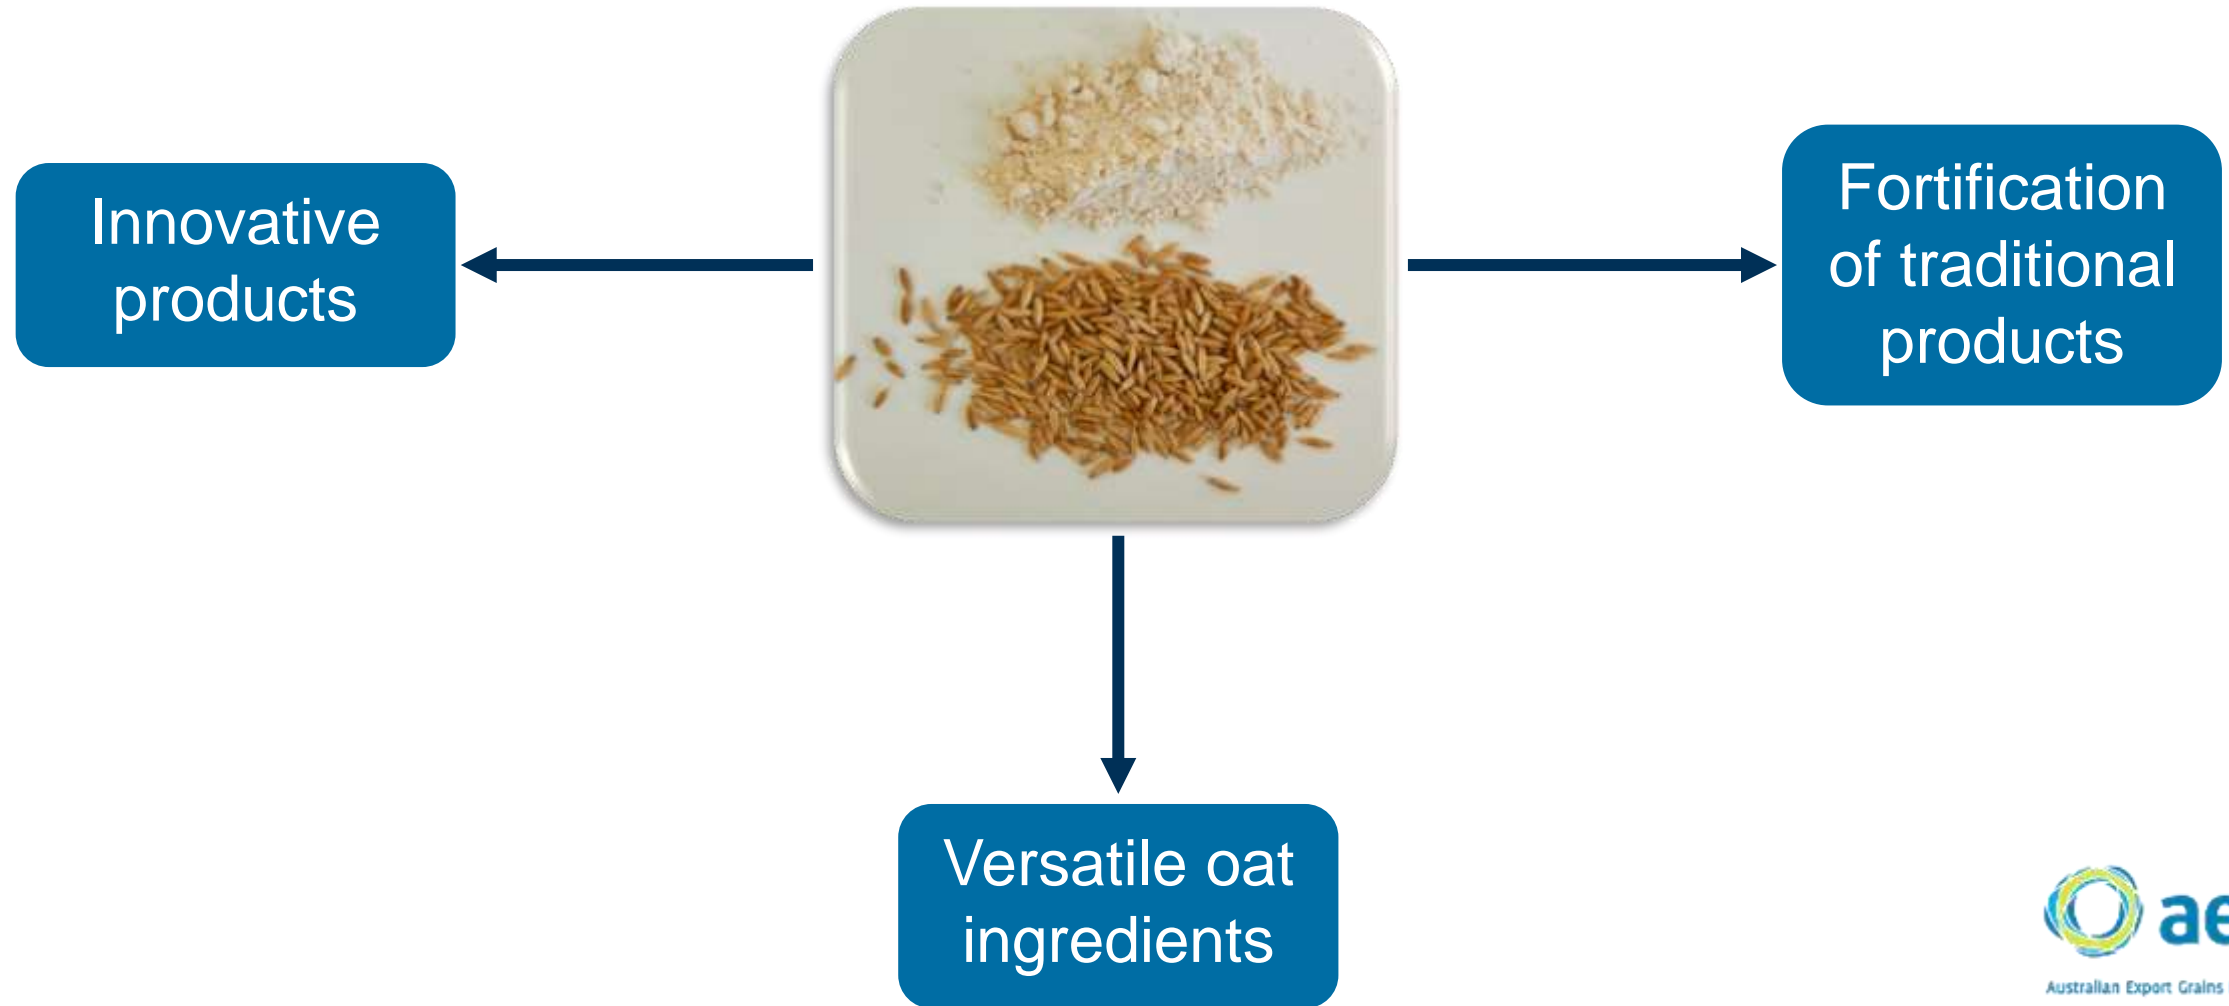 Innovative
products
Fortification
of traditional
products
Versatile oat
ingredients
ae
Australian Export Grains